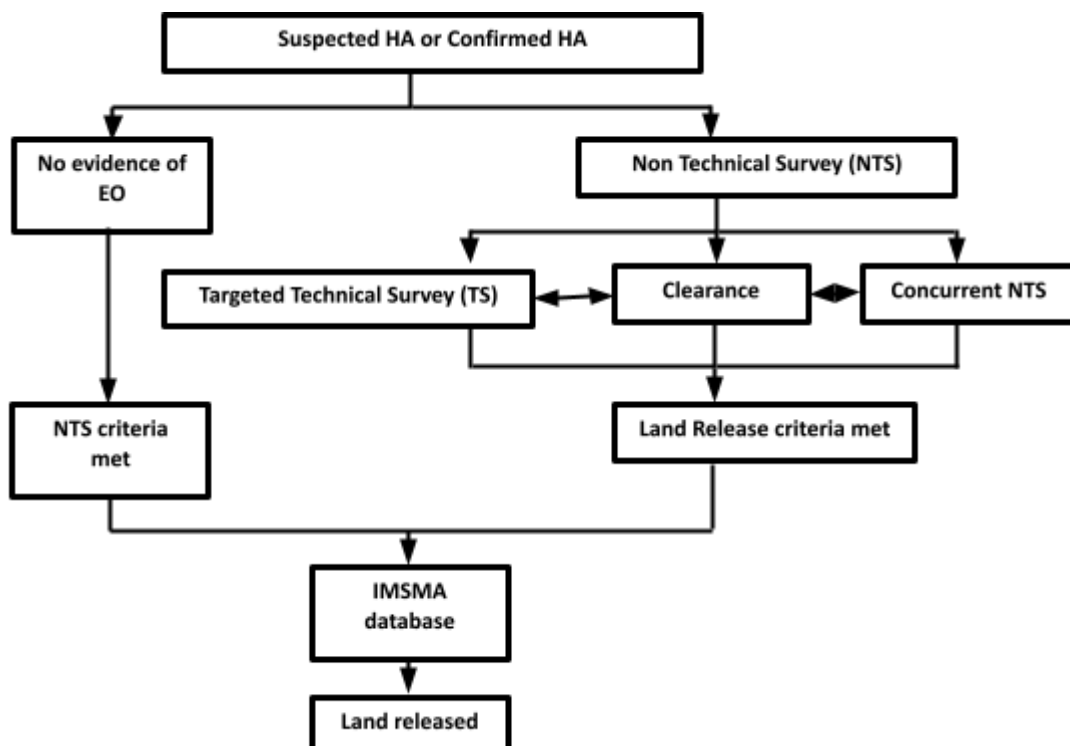 Suspected HA or Confirmed HA
No evidence of
EO
Non Technical Survey (NTS)
Targeted Technical Survey (TS)
Clearance
Concurrent NTS
NTS criteria
met
Land Release criteria met
IMSMA
database
Land released